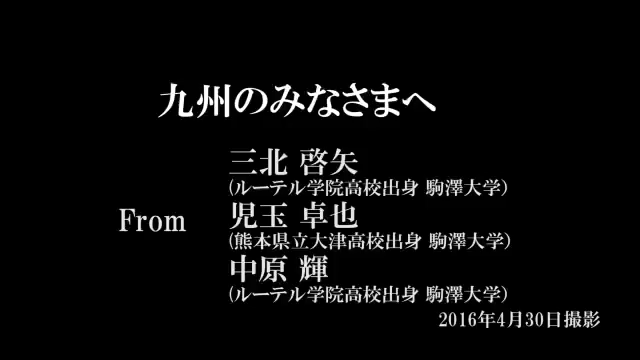 九州のみなさまへ
三北 啓矢
(ルーテル学院高校出身 駒澤大学)
From 児玉 卓也
(熊本県立大津高校出身 駒澤大学)
中原 輝
(ルーテル学院高校出身 駒澤大学)
2016年4月30日撮影